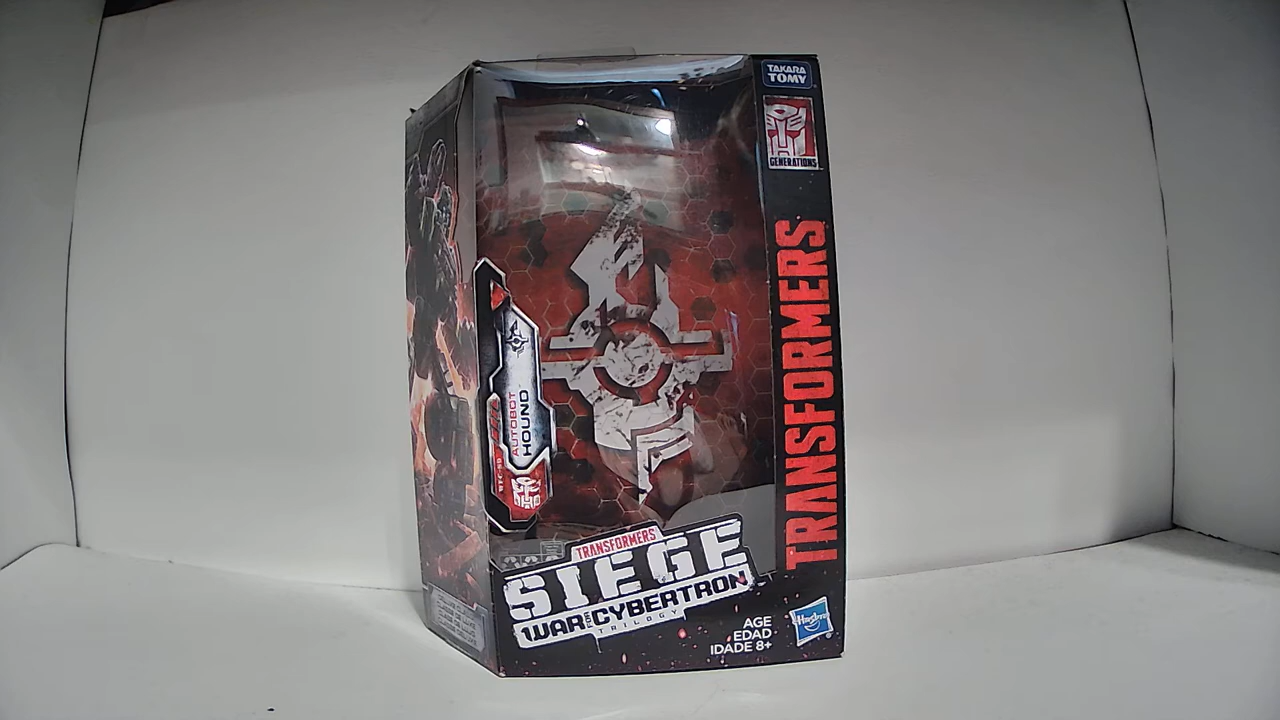 TAKARA
TOMY
GENERATIONS
TRANSFORMERS
AUTOBOT
HOUND
TRANSFORMERS
SIEGE
WAR FOR CYBERTRON
TRILOGY
AGE
EDAD
IDADE 8+
Hasbro